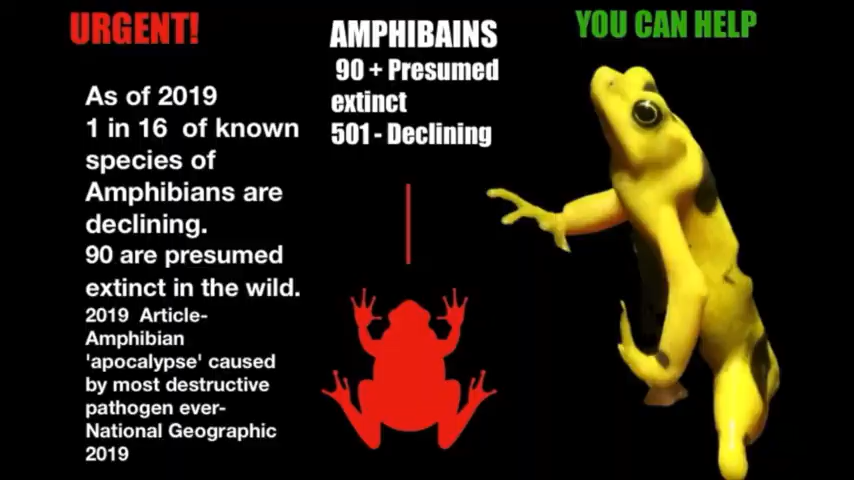 URGENT!
As of 2019
1 in 16 of known
species of
Amphibians are
declining.
90 are presumed
extinct in the wild.
2019 Article-
Amphibian
'apocalypse' caused
by most destructive
pathogen ever-
National Geographic
2019
AMPHIBAINS
90 + Presumed
extinct
501 - Declining
YOU CAN HELP